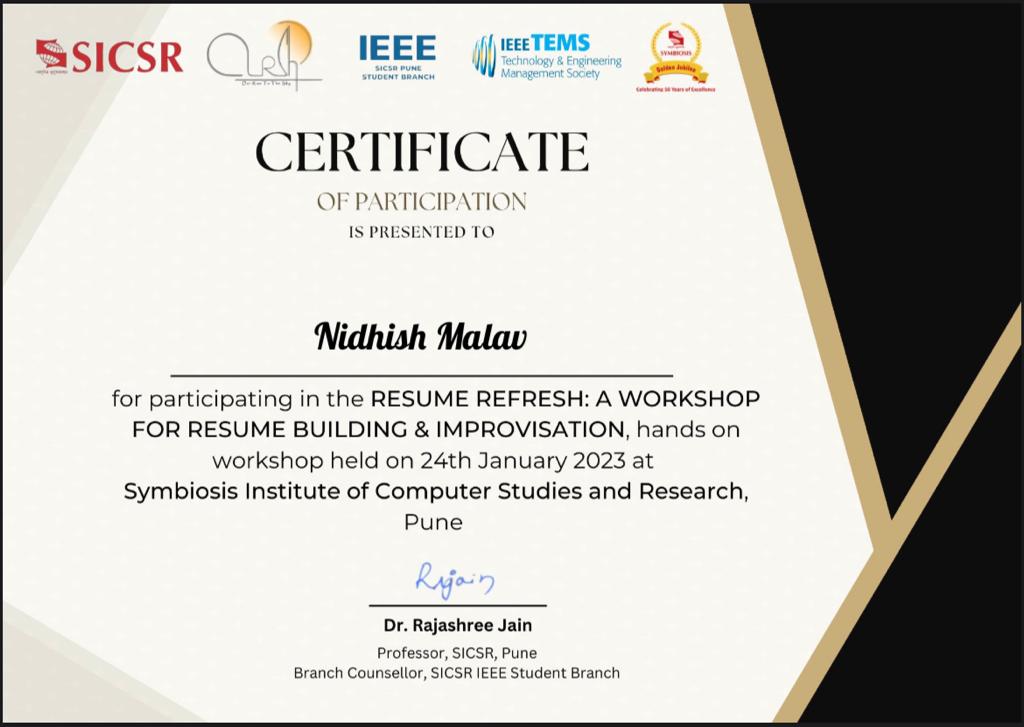 SICSR
IEEE
SICSR PUNE
STUDENT BRANCH
IEEE TEMS
Technology & Engineering
Management Society
SYMBIOSIS
Golden Jubilee
Celebrating 50 Years of Excellence
CERTIFICATE
OF PARTICIPATION
IS PRESENTED TO
Nidhish Malav
for participating in the RESUME REFRESH: A WORKSHOP
FOR RESUME BUILDING & IMPROVISATION, hands on
workshop held on 24th January 2023 at
Symbiosis Institute of Computer Studies and Research,
Pune
Rajain
Dr. Rajashree Jain
Professor, SICSR, Pune
Branch Counsellor, SICSR IEEE Student Branch